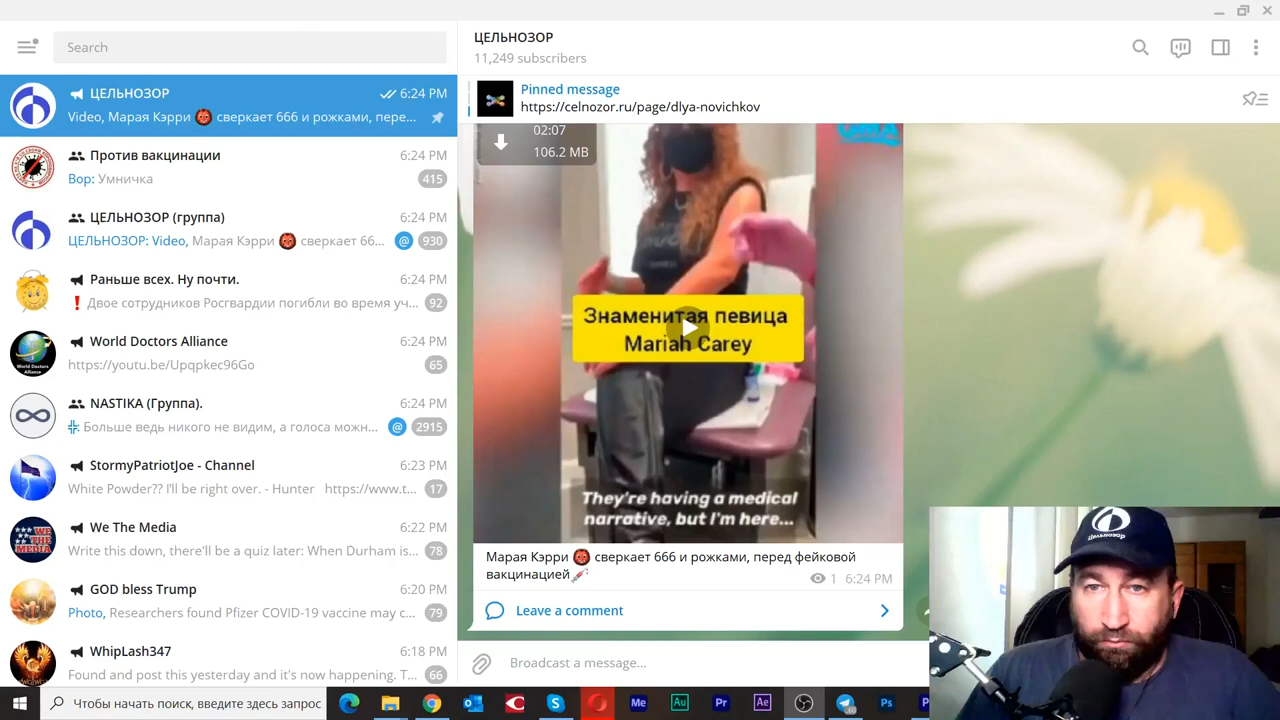 Search
ЦЕЛЬНОЗОР
6:24 PM
Video, Марая Кэрри 👹 сверкает 666 и рожками, пере...
Против вакцинации
6:24 PM
Вор: Умничка
415
ЦЕЛЬНОЗОР (группа)
6:24 PM
ЦЕЛЬНОЗОР: Video, Марая Кэрри 👹 сверкает 66...
@ 930
Раньше всех. Ну почти.
6:24 PM
❗ Двое сотрудников Росгвардии погибли во время уч...
92
World Doctors Alliance
6:24 PM
https://youtu.be/Upqpkec96Go
65
NASTIKA (Группа).
6:24 PM
Больше ведь никого не видим, а голоса можн...
@ 2915
StormyPatriotJoe - Channel
6:23 PM
White Powder?? I'll be right over. - Hunter https://www.t...
17
We The Media
6:22 PM
Write this down, there'll be a quiz later: When Durham is...
78
GOD bless Trump
6:20 PM
Photo, Researchers found Pfizer COVID-19 vaccine may c...
79
WhipLash347
6:18 PM
Found and post this yesterday and it's now happening. T...
66
ЦЕЛЬНОЗОР
11,249 subscribers
Pinned message
https://celnozor.ru/page/dlya-novichkov
02:07
106.2 MB
Знаменитая певица
Mariah Carey
They're having a medical
narrative, but I'm here...
Марая Кэрри 👹 сверкает 666 и рожками, перед фейковой
вакцинацией💉
1 6:24 PM
Leave a comment
Broadcast a message...
Цельнозор
Чтобы начать поиск, введите здесь запрос
Me
Au
Pr
Ae
Ps